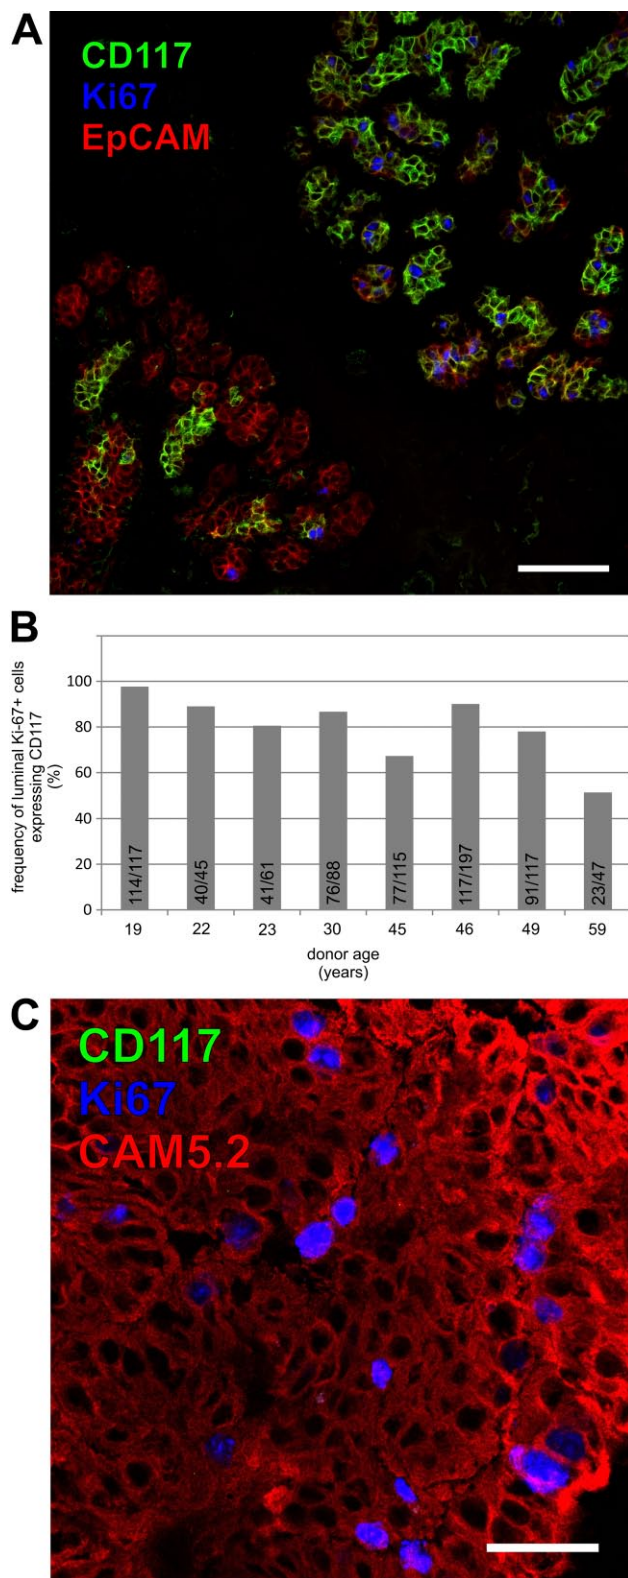 A
CD117
Ki67
EpCAM
B
frequency of luminal Ki-67+ cells
expressing CD117
(%)
100
80
60
40
20
0
114/117
40/45
41/61
76/88
77/115
117/197
91/117
23/47
19 22 23 30 45 46 49 59
donor age
(years)
C
CD117
Ki67
CAM5.2